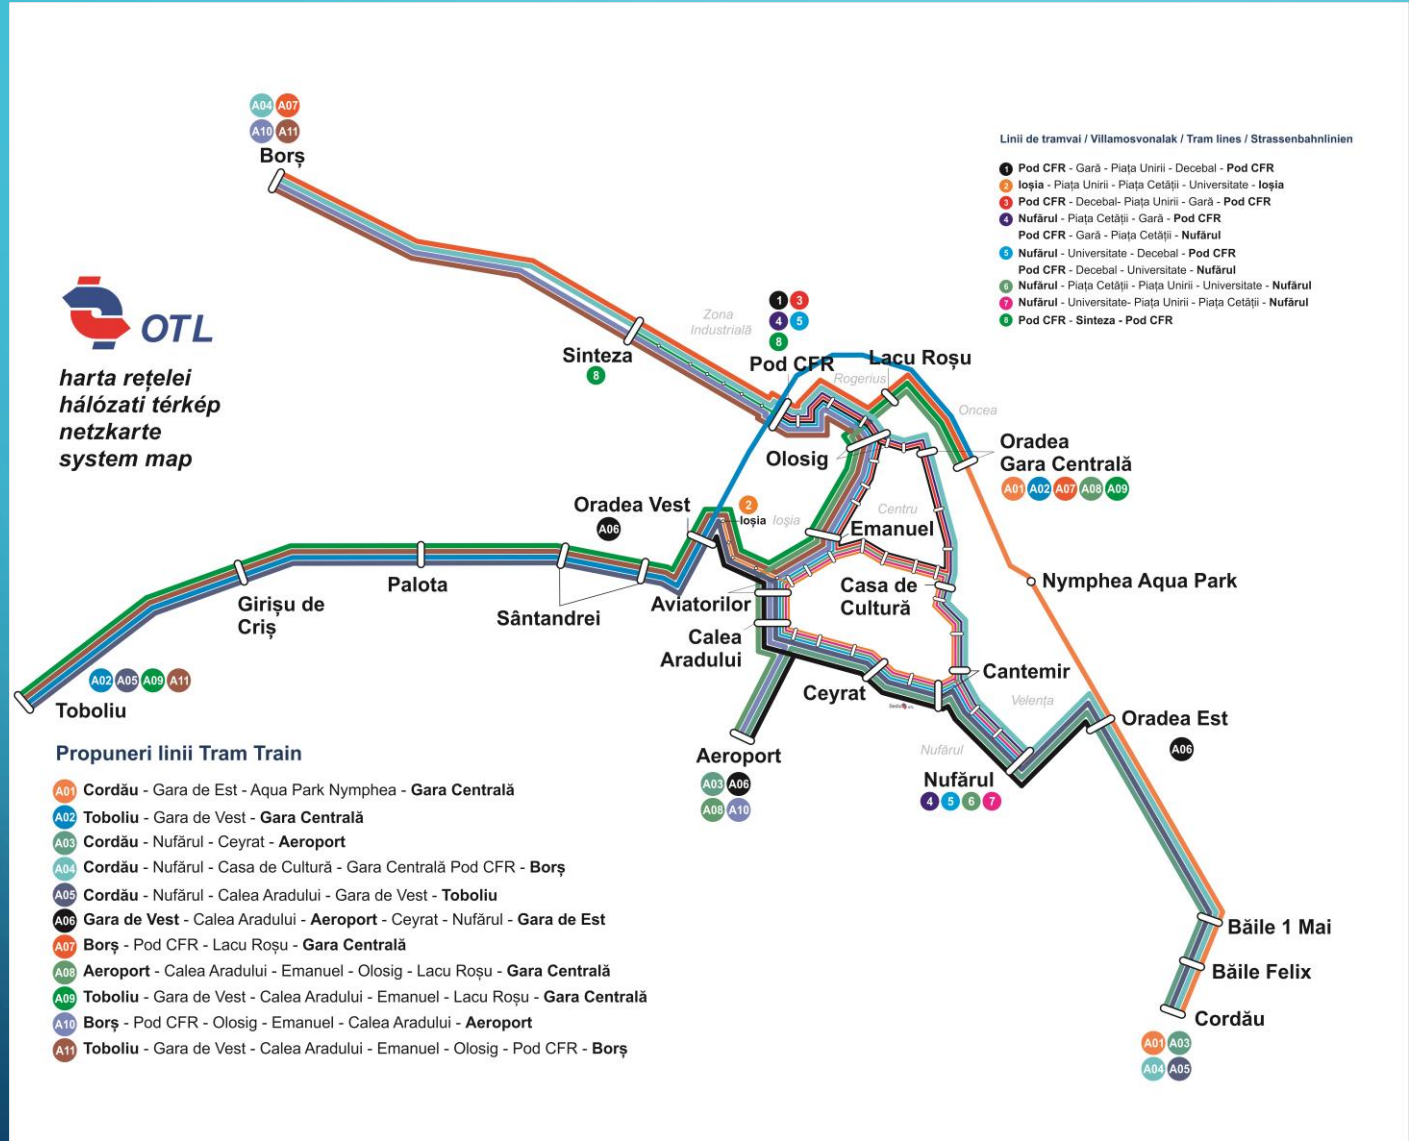 A04 A07
A10 A11
Borș
Linii de tramvai / Villamosvonalak / Tram lines / Strassenbahnlinien
1 Pod CFR - Gară - Piața Unirii - Decebal - Pod CFR
2 Ioșia - Piața Unirii - Piața Cetății - Universitate - Ioșia
3 Pod CFR - Decebal- Piața Unirii - Gară - Pod CFR
4 Nufărul - Piața Cetății - Gară - Pod CFR
Pod CFR - Gară - Piața Cetății - Nufărul
5 Nufărul - Universitate - Decebal - Pod CFR
Pod CFR - Decebal - Universitate - Nufărul
6 Nufărul - Piața Cetății - Piața Unirii - Universitate - Nufărul
7 Nufărul - Universitate- Piața Unirii - Piața Cetății - Nufărul
8 Pod CFR - Sinteza - Pod CFR
OTL
harta rețelei
hálózati térkép
netzkarte
system map
Zona
Industrială
1 3
4 5
8
Pod CFR
Sinteza
8
Lacu Roșu
Rogerius
Oncea
Olosig
Oradea
Gara Centrală
A01 A02 A07 A08 A09
Oradea Vest
A06
2
Ioșia
Ioșia
Centru
Emanuel
Palota
Girișu de
Criș
Sântandrei
Aviatorilor
Calea
Aradului
Casa de
Cultură
Nymphea Aqua Park
A02 A05 A09 A11
Toboliu
Ceyrat
Cantemir
Velența
Nufărul
Oradea Est
A06
Aeroport
A03 A06
A08 A10
Nufărul
4 5 6 7
Propuneri linii Tram Train
A01 Cordău - Gara de Est - Aqua Park Nymphea - Gara Centrală
A02 Toboliu - Gara de Vest - Gara Centrală
A03 Cordău - Nufărul - Ceyrat - Aeroport
A04 Cordău - Nufărul - Casa de Cultură - Gara Centrală Pod CFR - Borș
A05 Cordău - Nufărul - Calea Aradului - Gara de Vest - Toboliu
A06 Gara de Vest - Calea Aradului - Aeroport - Ceyrat - Nufărul - Gara de Est
A07 Borș - Pod CFR - Lacu Roșu - Gara Centrală
A08 Aeroport - Calea Aradului - Emanuel - Olosig - Lacu Roșu - Gara Centrală
A09 Toboliu - Gara de Vest - Calea Aradului - Emanuel - Lacu Roșu - Gara Centrală
A10 Borș - Pod CFR - Olosig - Emanuel - Calea Aradului - Aeroport
A11 Toboliu - Gara de Vest - Calea Aradului - Emanuel - Olosig - Pod CFR - Borș
Băile 1 Mai
Băile Felix
Cordău
A01 A03
A04 A05